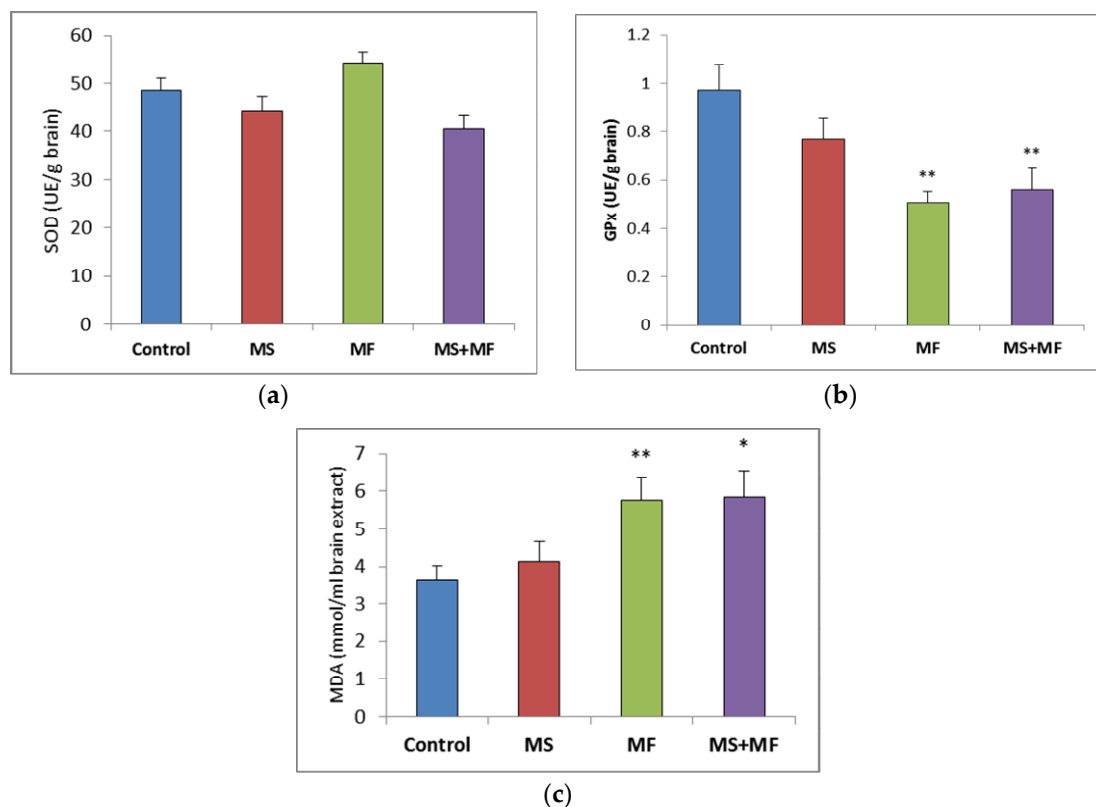 60
50
40
30
20
10
0
SOD (UE/g brain)
Control MS MF MS+MF
(a)
1.2
1
0.8
0.6
0.4
0.2
0
GPx (UE/g brain)
**
**
Control MS MF MS+MF
(b)
7
6
5
4
3
2
1
0
MDA (mmol/ml brain extract)
**
*
Control MS MF MS+MF
(c)